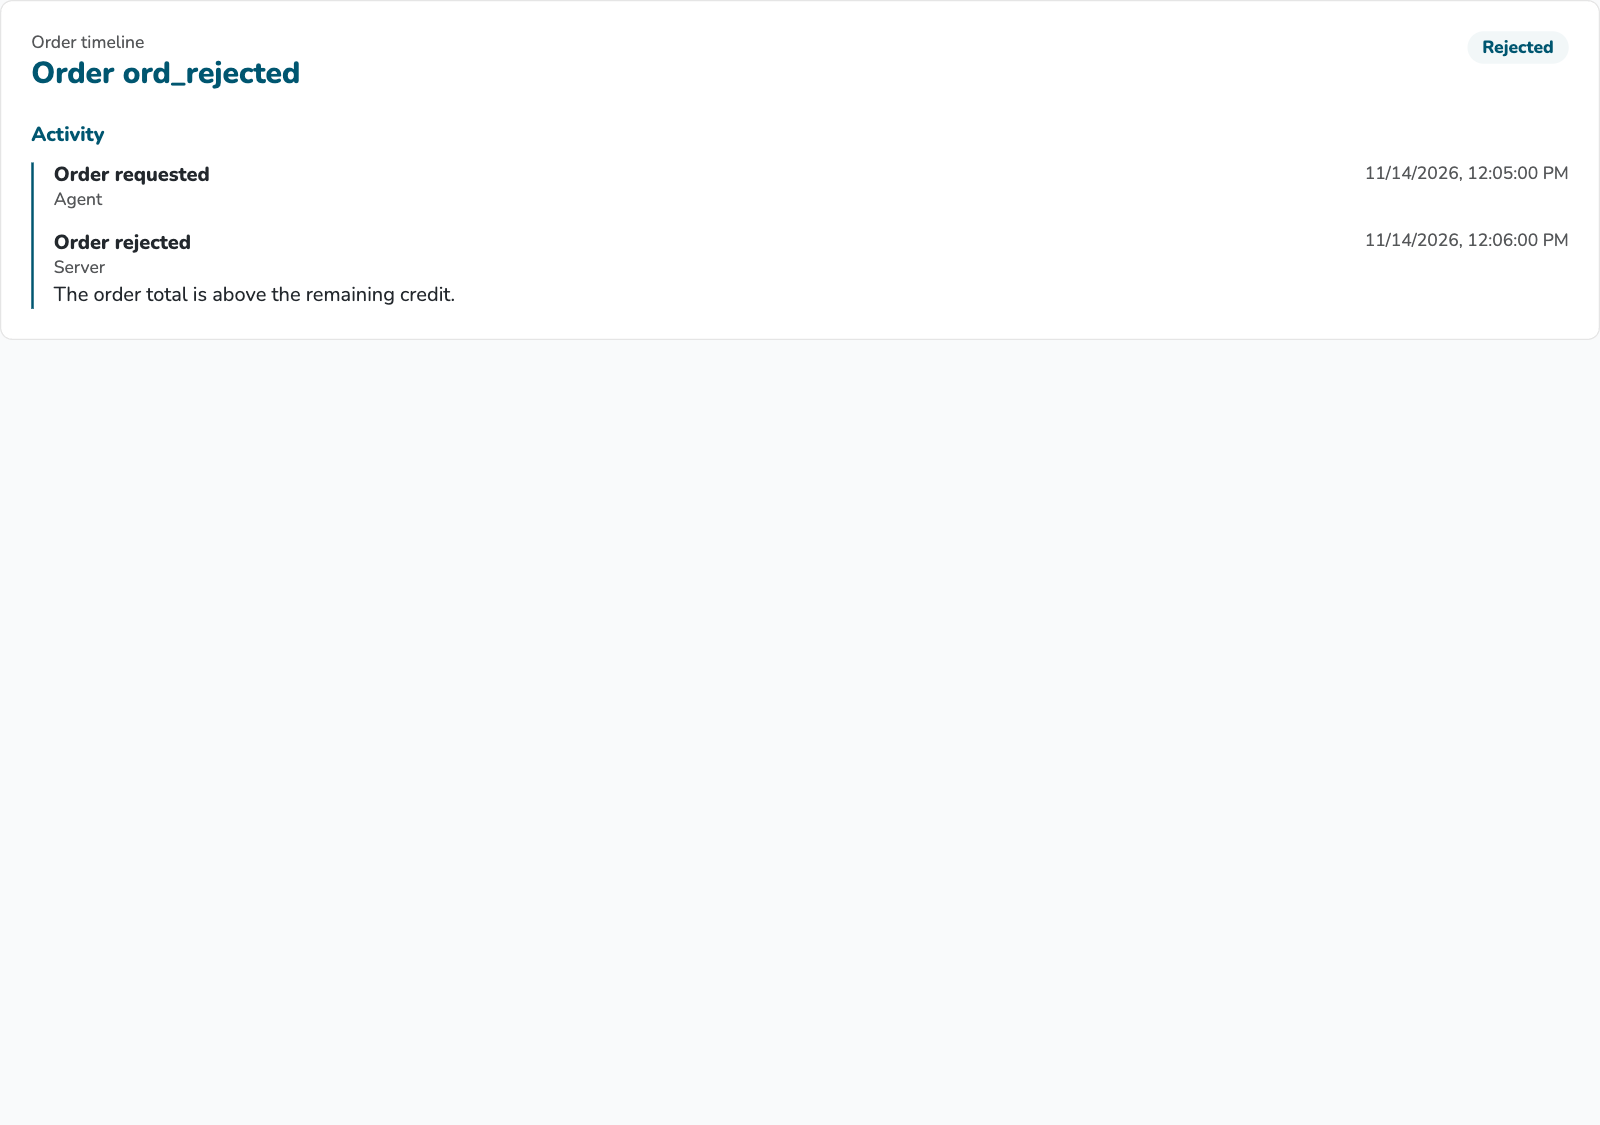 Order timeline
Rejected
Order ord_rejected
Activity
Order requested
11/14/2026, 12:05:00 PM
Agent
Order rejected
11/14/2026, 12:06:00 PM
Server
The order total is above the remaining credit.